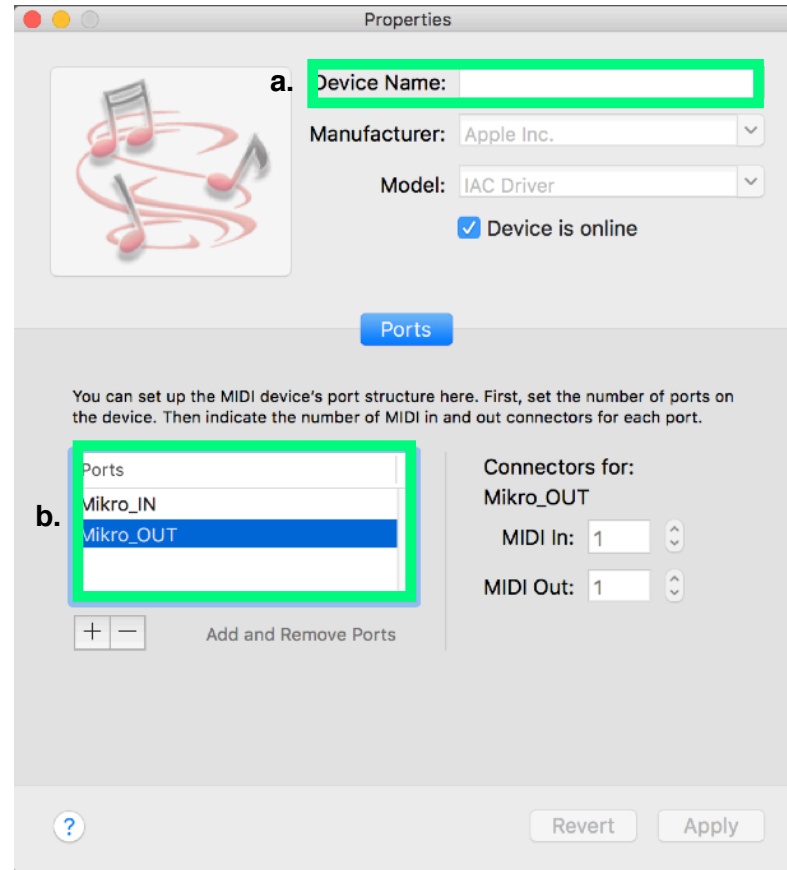 Properties
a.
Device Name:
Manufacturer: Apple Inc.
Model: IAC Driver
Device is online
Ports
You can set up the MIDI device's port structure here. First, set the number of ports on
the device. Then indicate the number of MIDI in and out connectors for each port.
b.
Ports
Mikro_IN
Mikro_OUT
+ − Add and Remove Ports
Connectors for:
Mikro_OUT
MIDI In: 1
MIDI Out: 1
?
Revert Apply